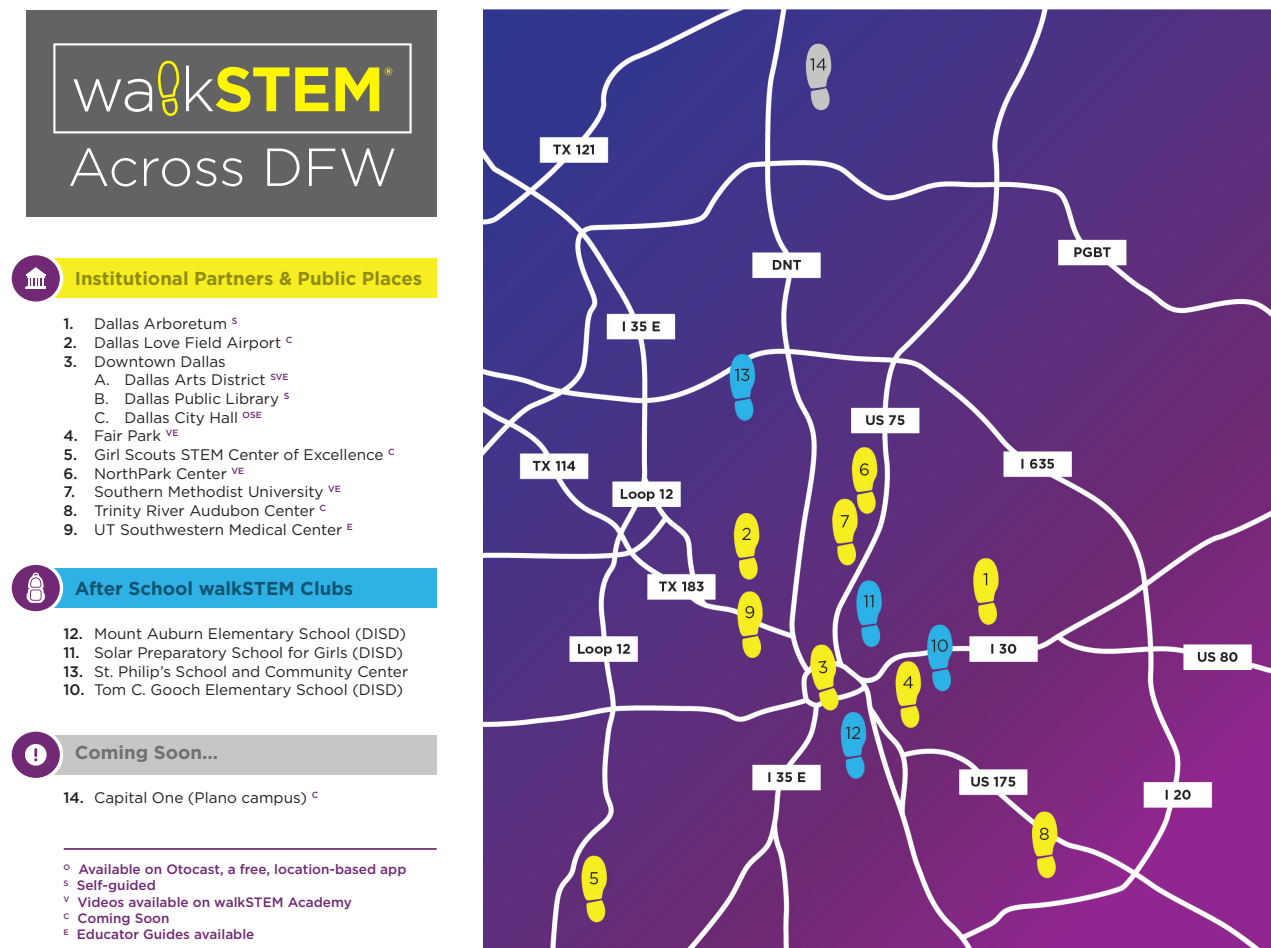 walkSTEM®
Across DFW
Institutional Partners & Public Places
1. Dallas Arboretum S
2. Dallas Love Field Airport C
3. Downtown Dallas
A. Dallas Arts District SVE
B. Dallas Public Library S
C. Dallas City Hall OSE
4. Fair Park VE
5. Girl Scouts STEM Center of Excellence C
6. NorthPark Center VE
7. Southern Methodist University VE
8. Trinity River Audubon Center C
9. UT Southwestern Medical Center E
After School walkSTEM Clubs
12. Mount Auburn Elementary School (DISD)
11. Solar Preparatory School for Girls (DISD)
13. St. Philip's School and Community Center
10. Tom C. Gooch Elementary School (DISD)
Coming Soon...
14. Capital One (Plano campus) C
O Available on Otocast, a free, location-based app
S Self-guided
V Videos available on walkSTEM Academy
C Coming Soon
E Educator Guides available
14
TX 121
PGBT
DNT
I 35 E
13
US 75
I 635
TX 114
6
Loop 12
7
2
1
TX 183
11
9
10
I 30
Loop 12
US 80
3
4
12
I 35 E
US 175
I 20
8
5